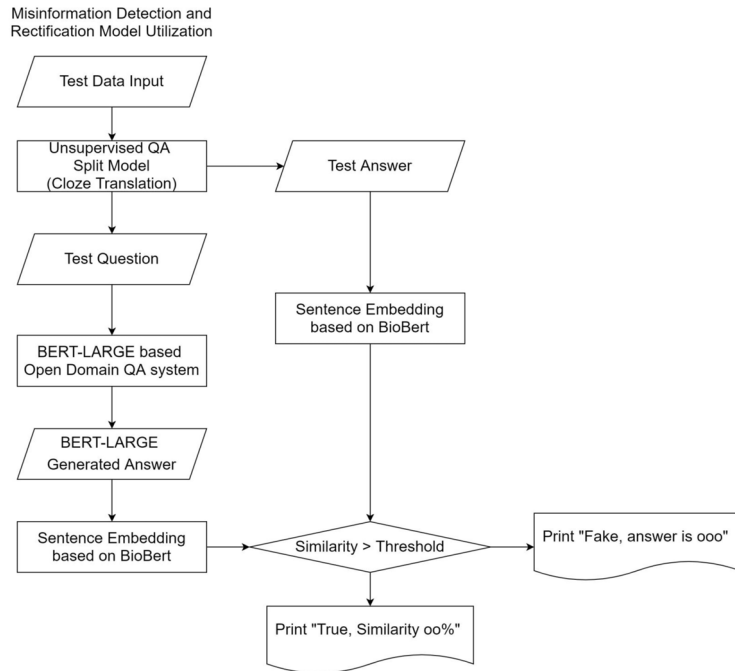 Misinformation Detection and
Rectification Model Utilization
Test Data Input
Unsupervised QA
Split Model
(Cloze Translation)
Test Answer
Test Question
Sentence Embedding
based on BioBert
BERT-LARGE based
Open Domain QA system
BERT-LARGE
Generated Answer
Sentence Embedding
based on BioBert
Similarity > Threshold
Print "Fake, answer is ooo"
Print "True, Similarity oo%"